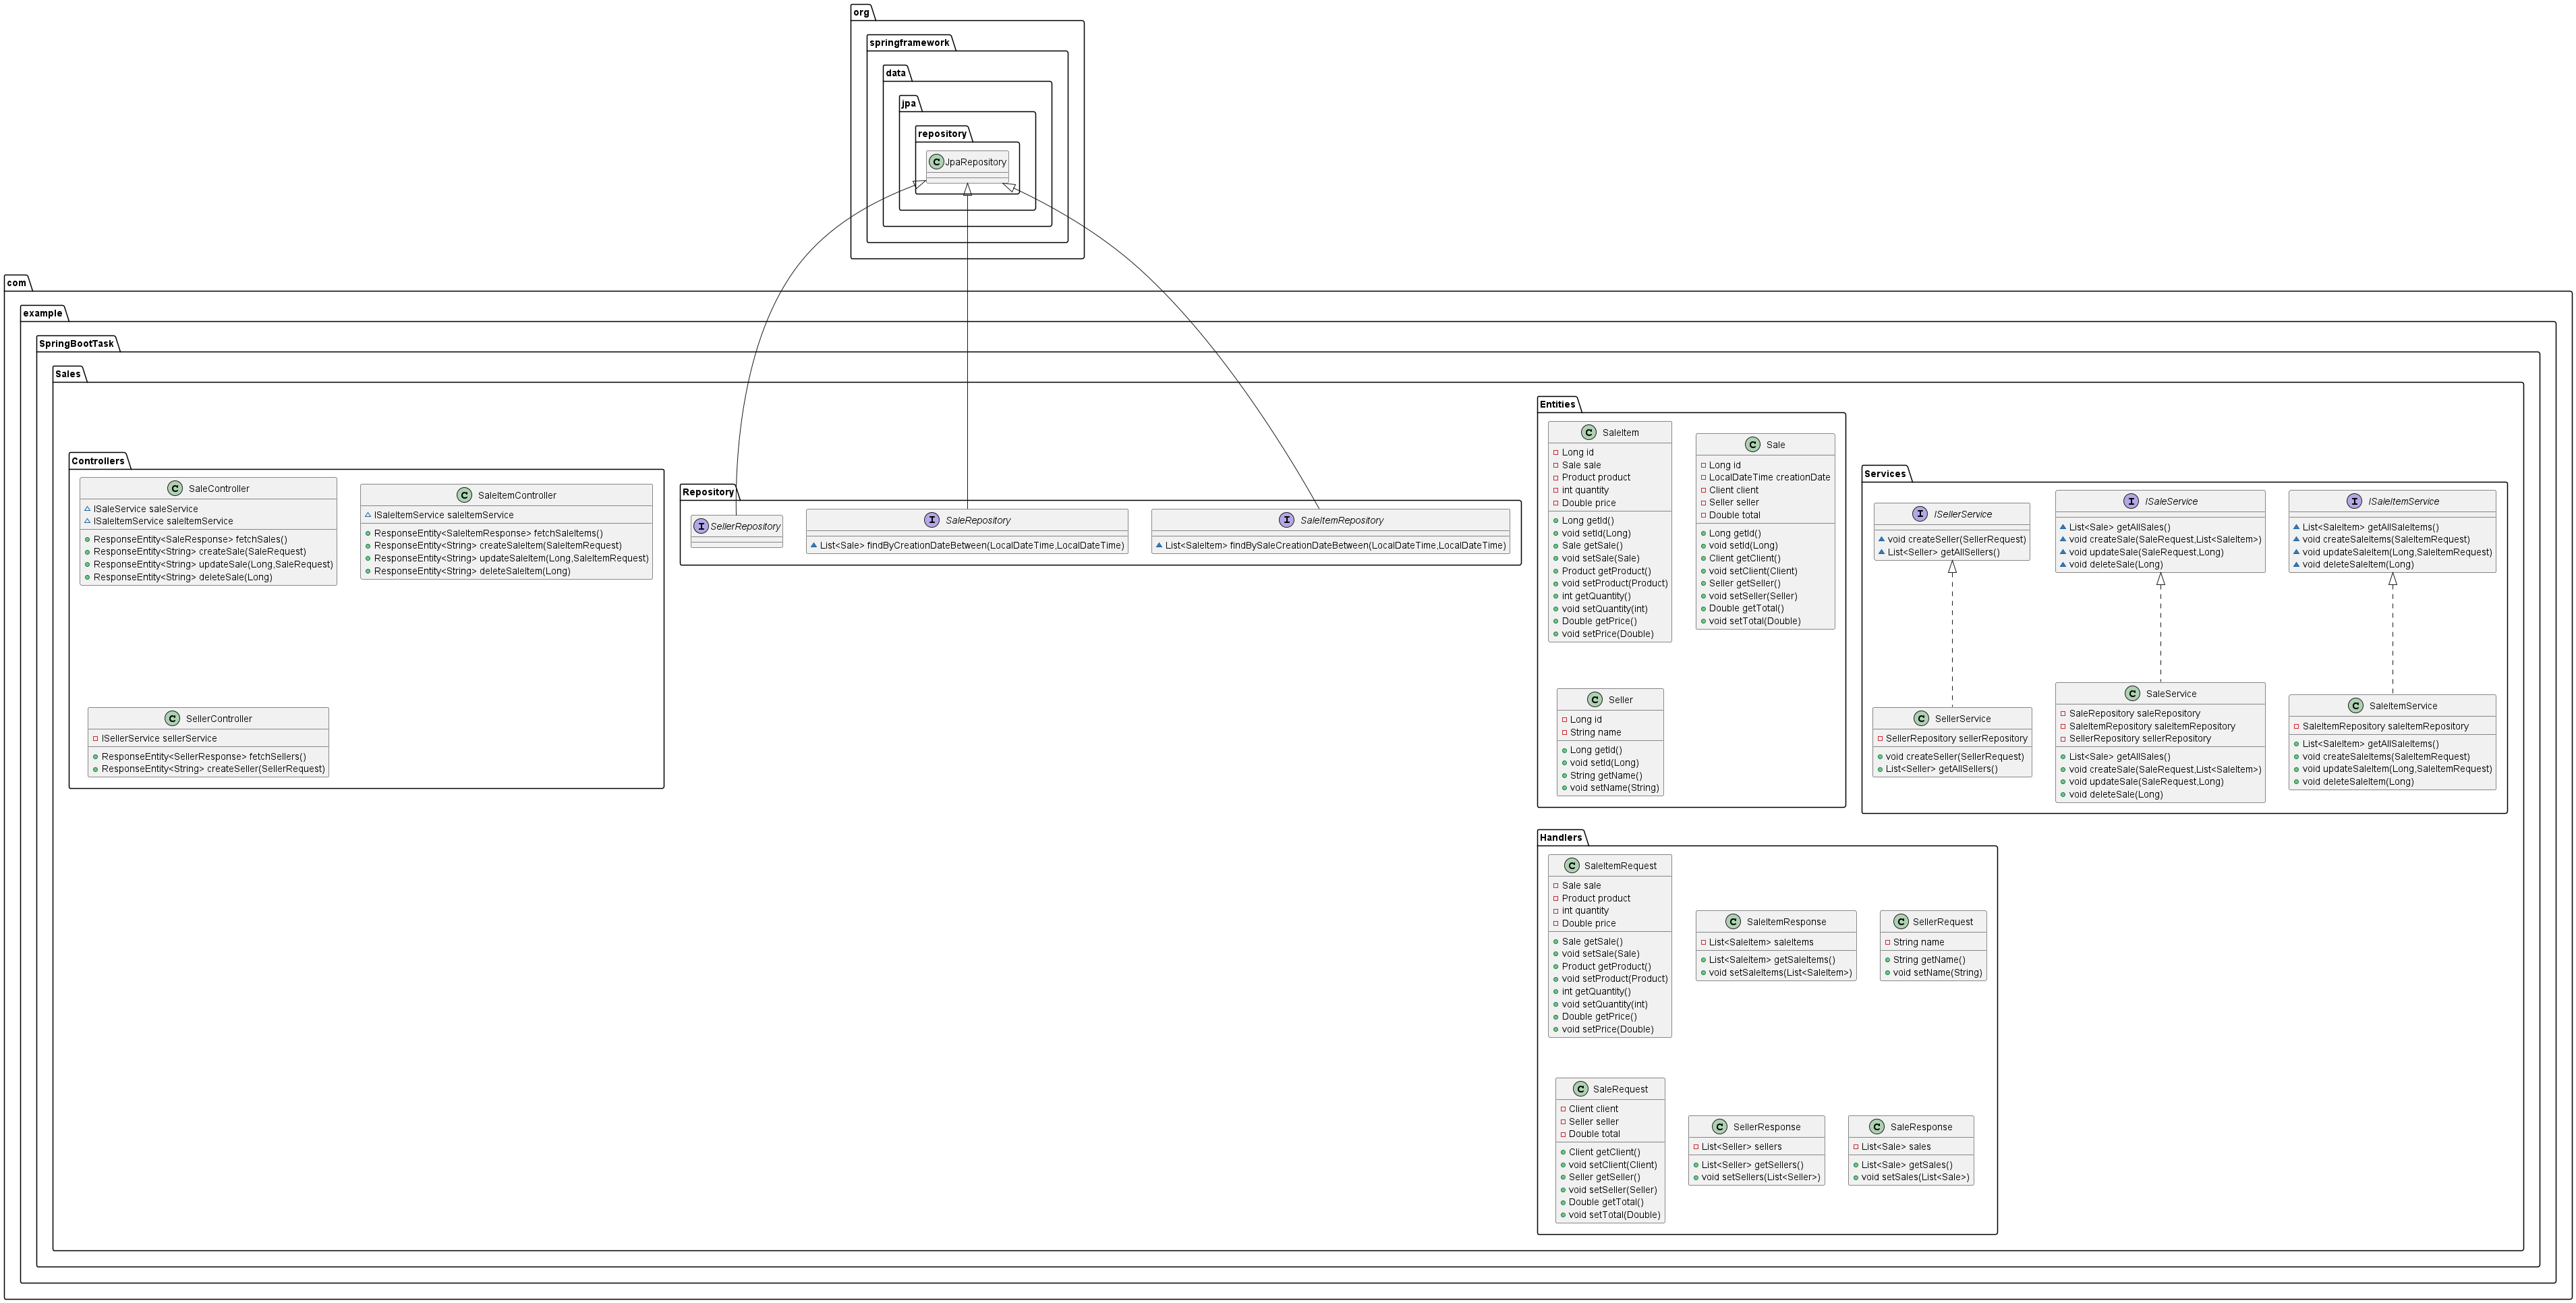 org
springframework
data
jpa
repository
C JpaRepository
com
example
SpringBootTask
Sales
Controllers
C SaleController
ISaleService saleService
ISaleItemService saleItemService
ResponseEntity<SaleResponse> fetchSales()
ResponseEntity<String> createSale(SaleRequest)
ResponseEntity<String> updateSale(Long,SaleRequest)
ResponseEntity<String> deleteSale(Long)
C SaleItemController
ISaleItemService saleItemService
ResponseEntity<SaleItemResponse> fetchSaleItems()
ResponseEntity<String> createSaleItem(SaleItemRequest)
ResponseEntity<String> updateSaleItem(Long,SaleItemRequest)
ResponseEntity<String> deleteSaleItem(Long)
C SellerController
ISellerService sellerService
ResponseEntity<SellerResponse> fetchSellers()
ResponseEntity<String> createSeller(SellerRequest)
Repository
I SellerRepository
I SaleRepository
List<Sale> findByCreationDateBetween(LocalDateTime,LocalDateTime)
I SaleItemRepository
List<SaleItem> findBySaleCreationDateBetween(LocalDateTime,LocalDateTime)
Entities
C SaleItem
Long id
Sale sale
Product product
int quantity
Double price
Long getId()
void setId(Long)
Sale getSale()
void setSale(Sale)
Product getProduct()
void setProduct(Product)
int getQuantity()
void setQuantity(int)
Double getPrice()
void setPrice(Double)
C Sale
Long id
LocalDateTime creationDate
Client client
Seller seller
Double total
Long getId()
void setId(Long)
Client getClient()
void setClient(Client)
Seller getSeller()
void setSeller(Seller)
Double getTotal()
void setTotal(Double)
C Seller
Long id
String name
Long getId()
void setId(Long)
String getName()
void setName(String)
Services
I ISellerService
void createSeller(SellerRequest)
List<Seller> getAllSellers()
I ISaleService
List<Sale> getAllSales()
void createSale(SaleRequest,List<SaleItem>)
void updateSale(SaleRequest,Long)
void deleteSale(Long)
I ISaleItemService
List<SaleItem> getAllSaleItems()
void createSaleItems(SaleItemRequest)
void updateSaleItem(Long,SaleItemRequest)
void deleteSaleItem(Long)
C SellerService
SellerRepository sellerRepository
void createSeller(SellerRequest)
List<Seller> getAllSellers()
C SaleService
SaleRepository saleRepository
SaleItemRepository saleItemRepository
SellerRepository sellerRepository
List<Sale> getAllSales()
void createSale(SaleRequest,List<SaleItem>)
void updateSale(SaleRequest,Long)
void deleteSale(Long)
C SaleItemService
SaleItemRepository saleItemRepository
List<SaleItem> getAllSaleItems()
void createSaleItems(SaleItemRequest)
void updateSaleItem(Long,SaleItemRequest)
void deleteSaleItem(Long)
Handlers
C SaleItemRequest
Sale sale
Product product
int quantity
Double price
Sale getSale()
void setSale(Sale)
Product getProduct()
void setProduct(Product)
int getQuantity()
void setQuantity(int)
Double getPrice()
void setPrice(Double)
C SaleItemResponse
List<SaleItem> saleItems
List<SaleItem> getSaleItems()
void setSaleItems(List<SaleItem>)
C SellerRequest
String name
String getName()
void setName(String)
C SaleRequest
Client client
Seller seller
Double total
Client getClient()
void setClient(Client)
Seller getSeller()
void setSeller(Seller)
Double getTotal()
void setTotal(Double)
C SellerResponse
List<Seller> sellers
List<Seller> getSellers()
void setSellers(List<Seller>)
C SaleResponse
List<Sale> sales
List<Sale> getSales()
void setSales(List<Sale>)